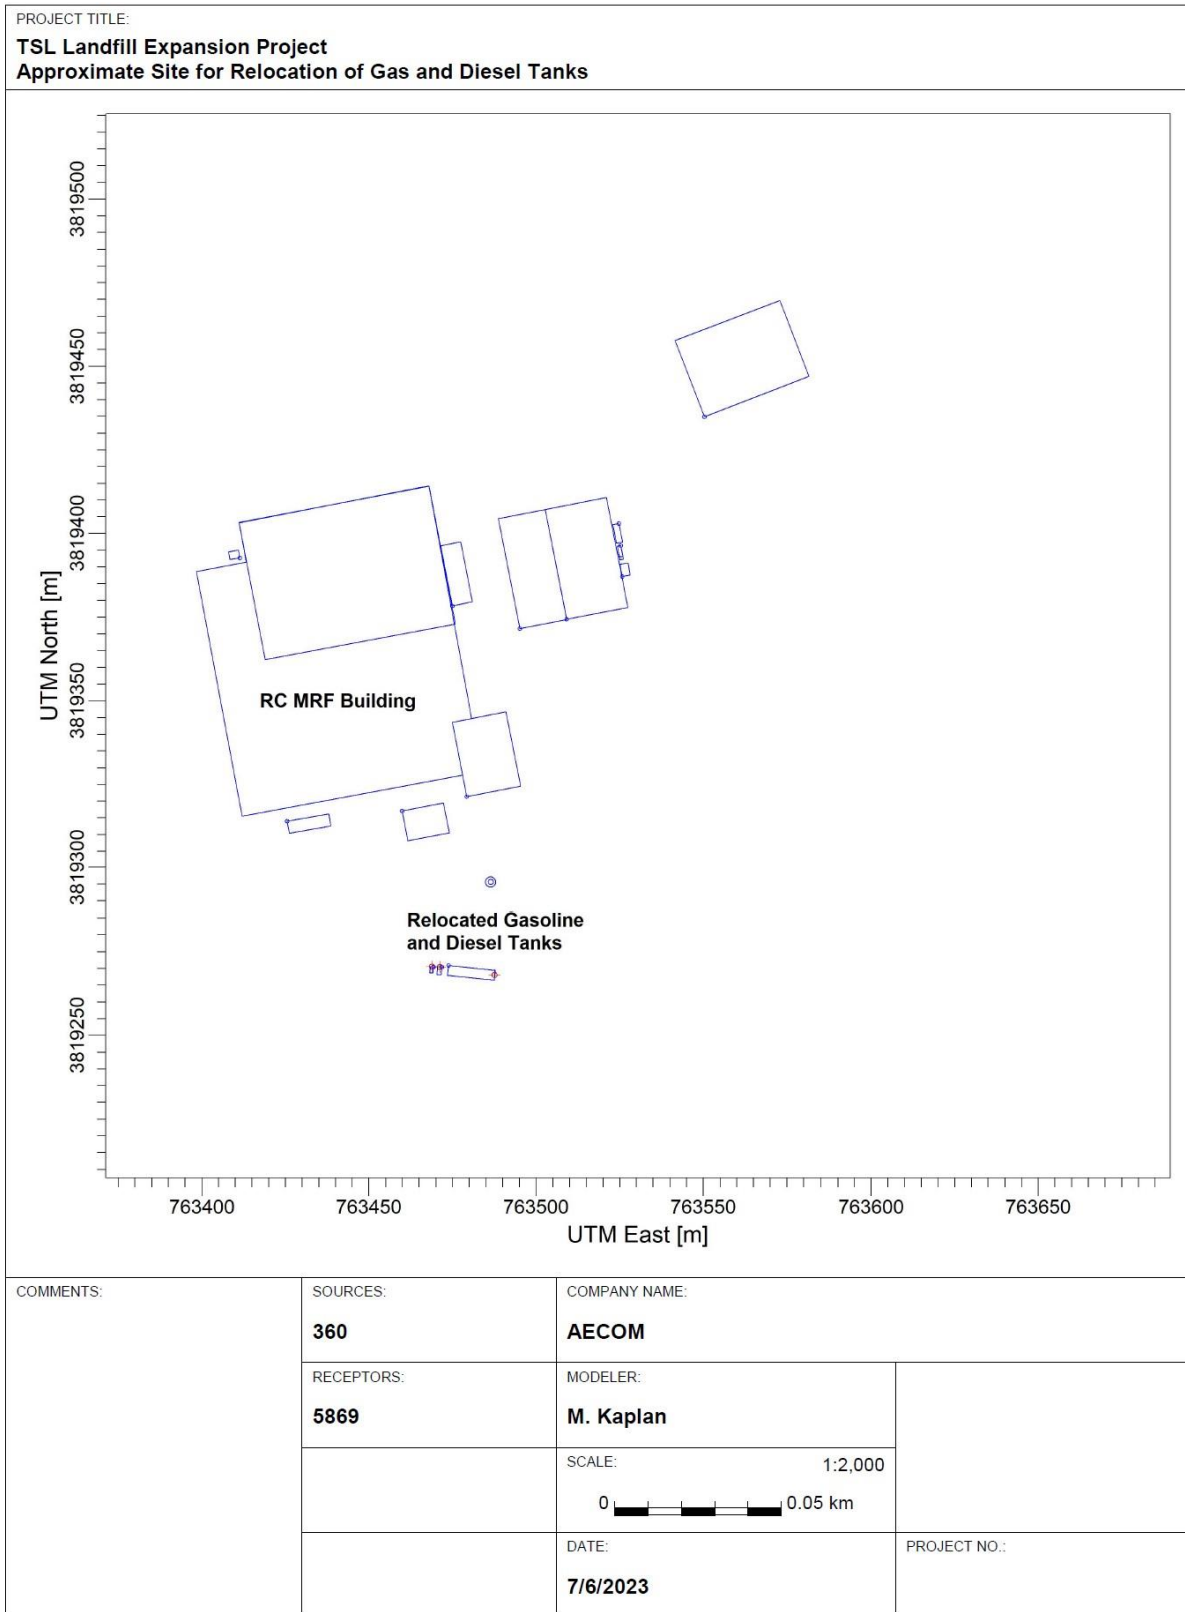 PROJECT TITLE:
TSL Landfill Expansion Project
Approximate Site for Relocation of Gas and Diesel Tanks
3819500
3819450
3819400
3819350
3819300
3819250
UTM North [m]
RC MRF Building
Relocated Gasoline
and Diesel Tanks
763400
763450
763500
763550
763600
763650
UTM East [m]
COMMENTS:
SOURCES:
360
COMPANY NAME:
AECOM
RECEPTORS:
5869
MODELER:
M. Kaplan
SCALE:
1:2,000
0
0.05 km
DATE:
7/6/2023
PROJECT NO.: